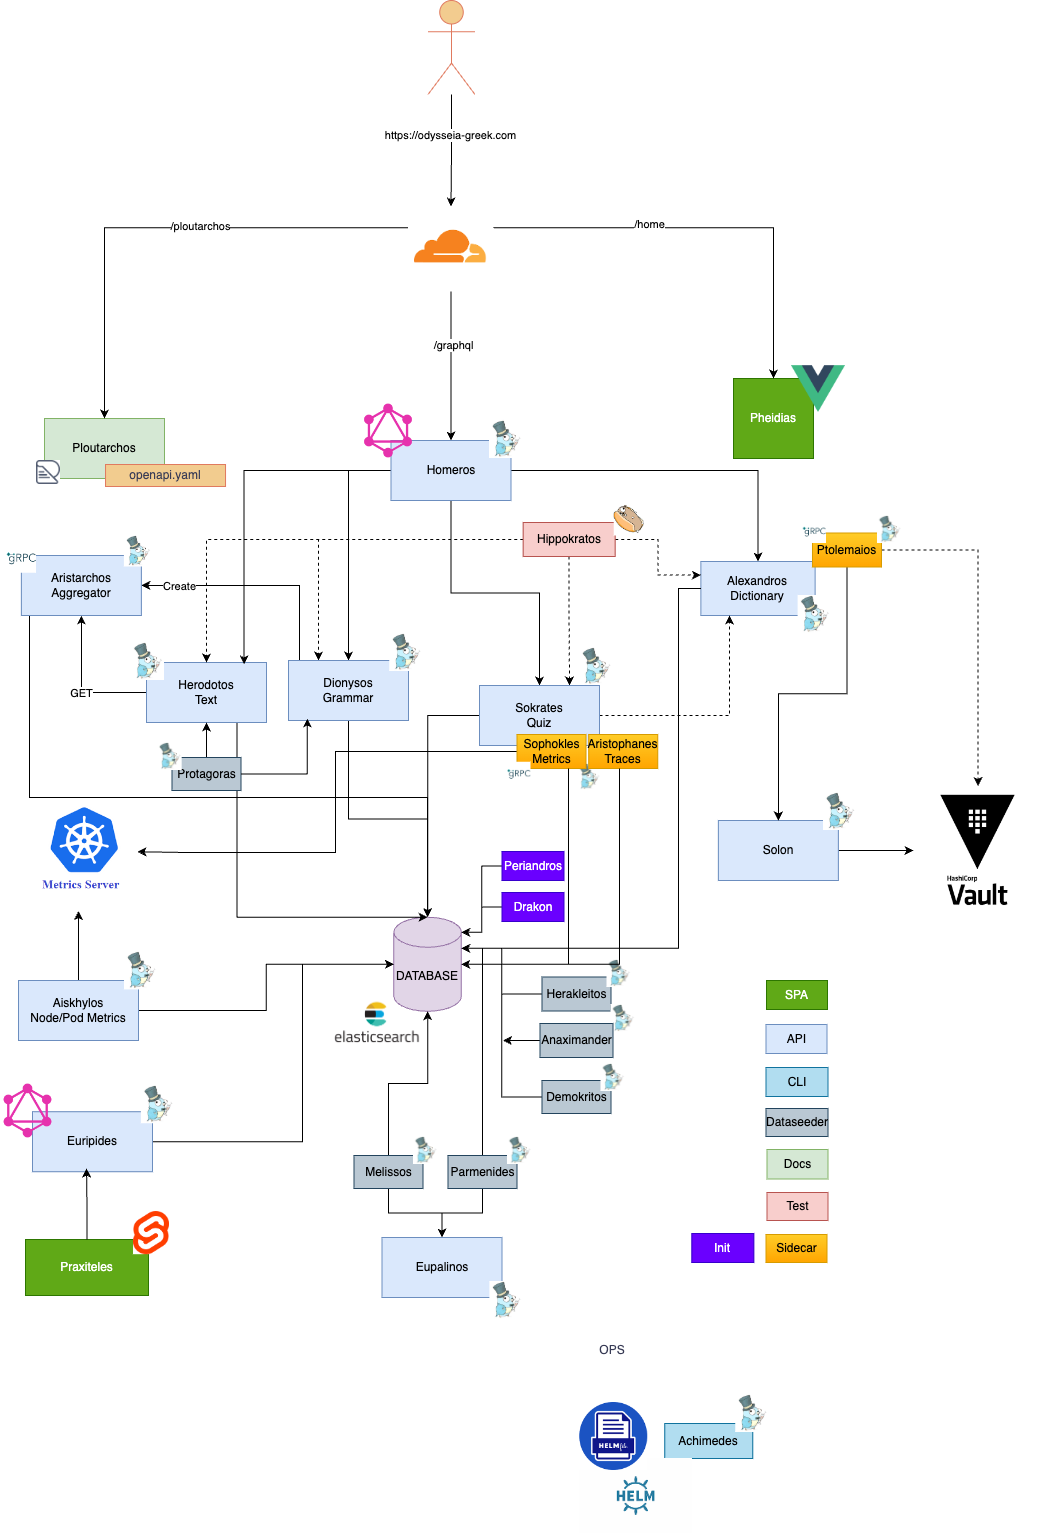 https://odysseia-greek.com
/ploutarchos
/home
/graphql
Pheidias
Ploutarchos
openapi.yaml
Homeros
Hippokratos
gRPC
Ptolemaios
gRPC
Aristarchos
Aggregator
Create
Alexandros
Dictionary
GET
Herodotos
Text
Dionysos
Grammar
Sokrates
Quiz
Sophokles
Metrics
Aristophanes
Traces
gRPC
Protagoras
Metrics Server
Periandros
Drakon
Solon
HashiCorp
Vault
DATABASE
elasticsearch
Aiskhylos
Node/Pod Metrics
Herakleitos
Anaximander
Demokritos
SPA
API
CLI
Dataseeder
Docs
Test
Init
Sidecar
Euripides
Melissos
Parmenides
Praxiteles
Eupalinos
OPS
HELMfile
Achimedes
HELM